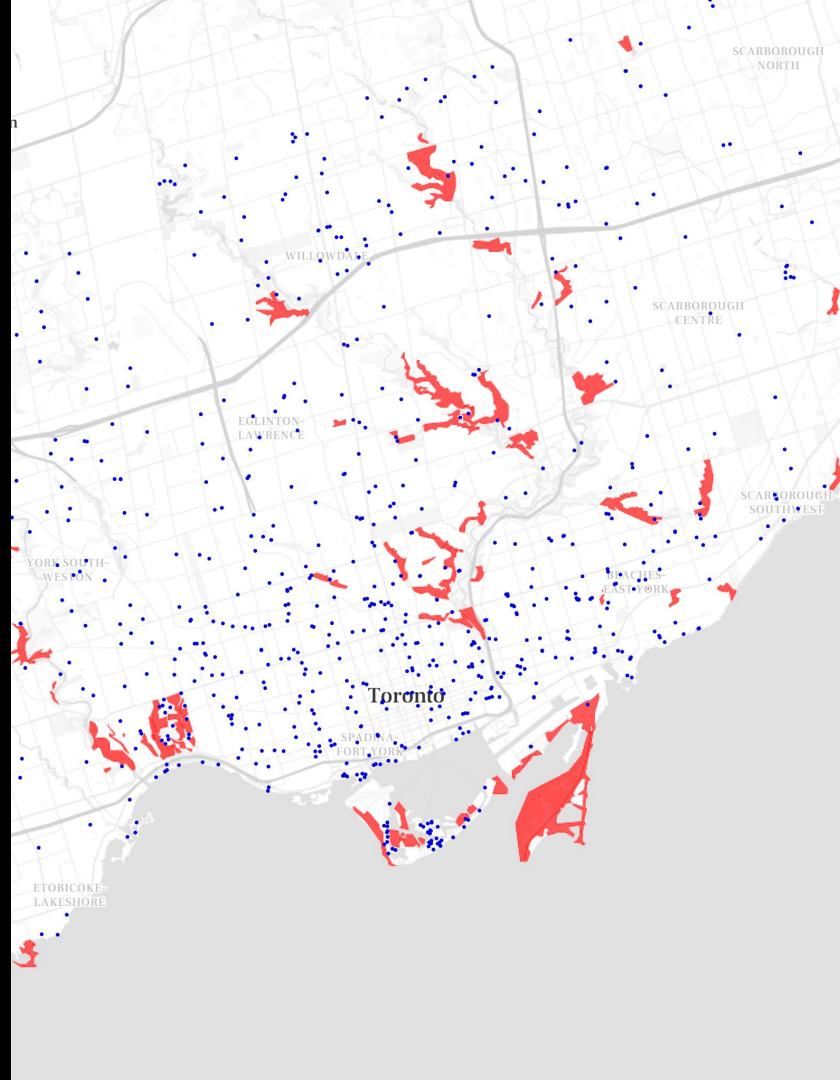 SCARBOROUGH
NORTH
n
WILLOWDALE
SCARBOROUGH
CENTRE
EGLINTON-
LAWRENCE
SCARBOROUGH-
SOUTHWEST
YORK SOUTH-
WESTON
BEACHES-
EAST YORK
Toronto
SPADINA-
FORT YORK
ETOBICOKE-
LAKESHORE